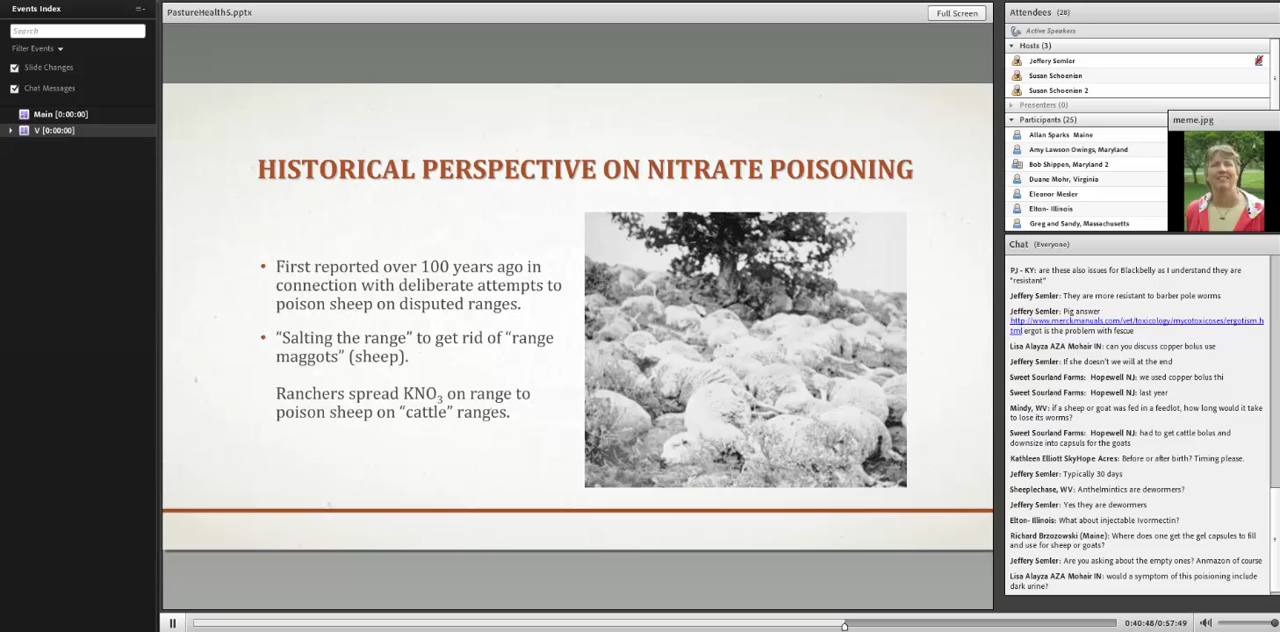 Events Index
Search
Filter Events
Slide Changes
Chat Messages
Main [0:00:00]
V [0:00:00]
PastureHealth5.pptx
Full Screen
HISTORICAL PERSPECTIVE ON NITRATE POISONING
• First reported over 100 years ago in
connection with deliberate attempts to
poison sheep on disputed ranges.
• “Salting the range” to get rid of “range
maggots” (sheep).
Ranchers spread KNO3 on range to
poison sheep on “cattle” ranges.
0:40:48/0:57:49
Attendees (28)
Active Speakers
Hosts (3)
Jeffery Semler
Susan Schoenian
Susan Schoenian 2
Presenters (0)
Participants (25)
Allan Sparks Maine
Amy Lawson Owings, Maryland
Bob Shippen, Maryland 2
Duane Mohr, Virginia
Eleanor Mesler
Elton- Illinois
Greg and Sandy, Massachusetts
meme.jpg
Chat (Everyone)
PJ - KY: are these also issues for Blackbelly as I understand they are
"resistant"
Jeffery Semler: They are more resistant to barber pole worms
Jeffery Semler: Pig answer
http://www.merckmanuals.com/vet/toxicology/mycotoxicoses/ergotism.h
tml ergot is the problem with fescue
Lisa Alayza AZA Mohair IN: can you discuss copper bolus use
Jeffery Semler: If she doesn't we will at the end
Sweet Sourland Farms: Hopewell NJ: we used copper bolus thi
Sweet Sourland Farms: Hopewell NJ: last year
Mindy, WV: if a sheep or goat was fed in a feedlot, how long would it take
to lose its worms?
Sweet Sourland Farms: Hopewell NJ: had to get cattle bolus and
downsize into capsuls for the goats
Kathleen Elliott SkyHope Acres: Before or after birth? Timing please.
Jeffery Semler: Typically 30 days
Sheeplechase, WV: Anthelmintics are dewormers?
Jeffery Semler: Yes they are dewormers
Elton- Illinois: What about injectable Ivormectin?
Richard Brzozowski (Maine): Where does one get the gel capsules to fill
and use for sheep or goats?
Jeffery Semler: Are you asking about the empty ones? Anmazon of course
Lisa Alayza AZA Mohair IN: would a symptom of this poisioning include
dark urine?